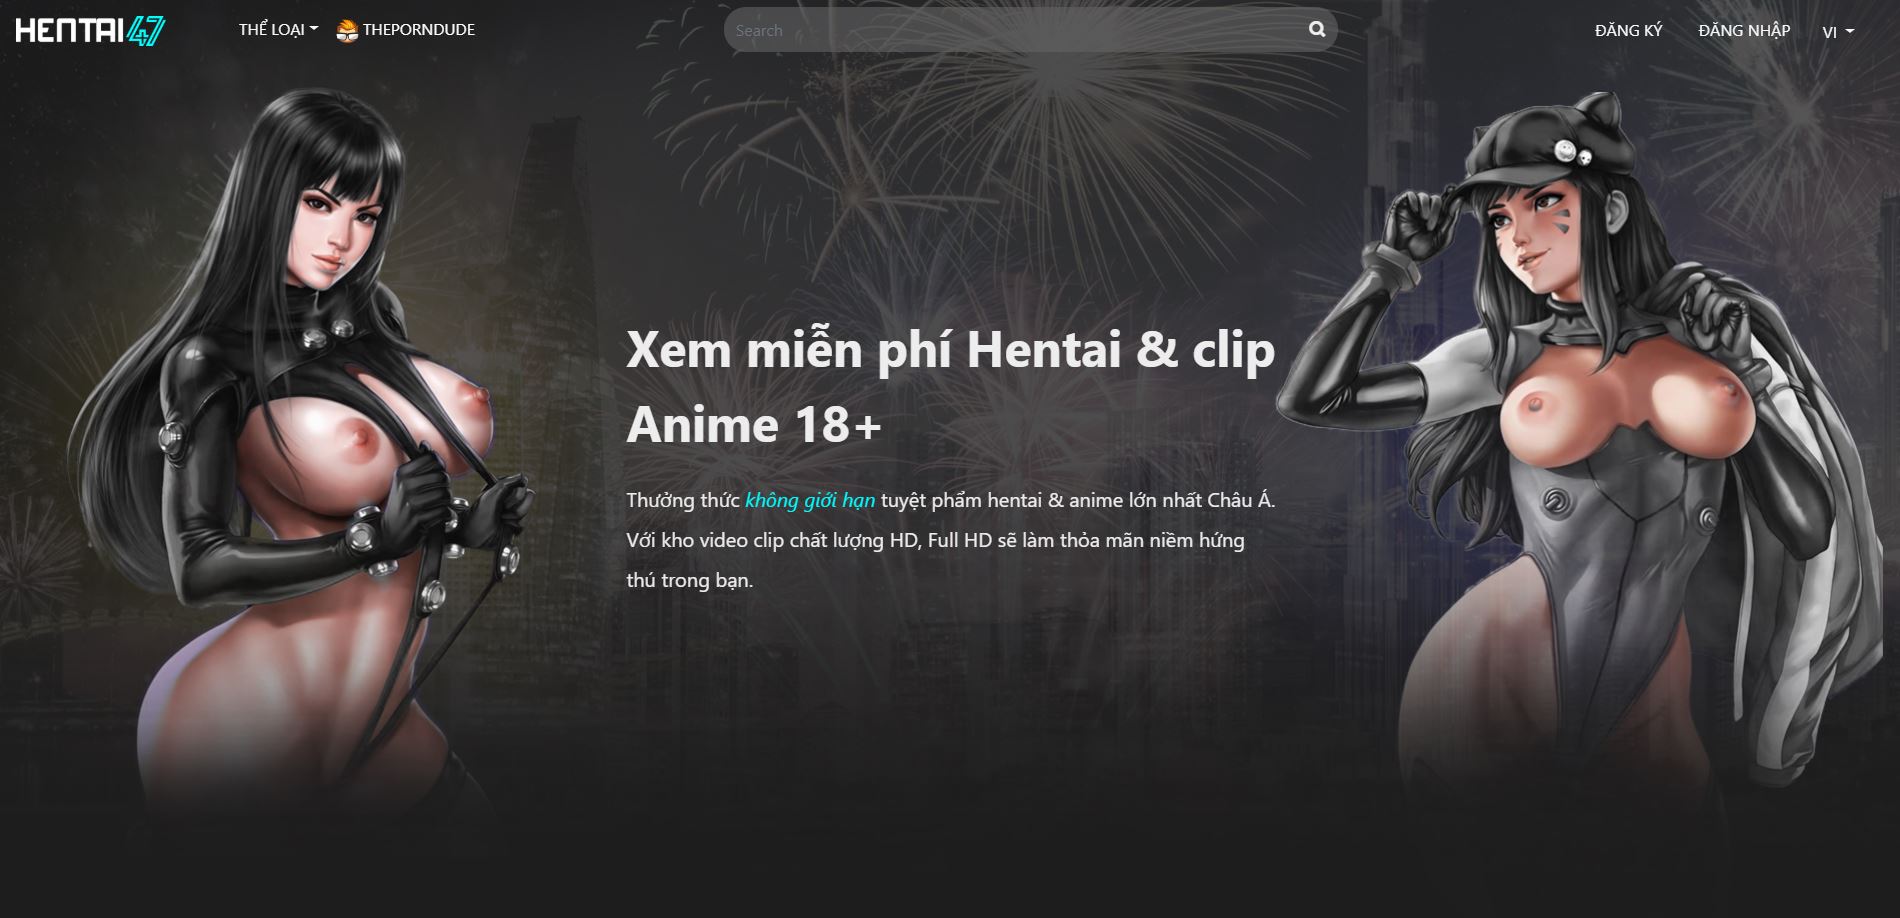 HENTAI47
THỂ LOẠI
THEPORNDUDE
Search
ĐĂNG KÝ
ĐĂNG NHẬP
VI
Xem miễn phí Hentai & clip
Anime 18+
Thưởng thức không giới hạn tuyệt phẩm hentai & anime lớn nhất Châu Á.
Với kho video clip chất lượng HD, Full HD sẽ làm thỏa mãn niềm hứng
thú trong bạn.